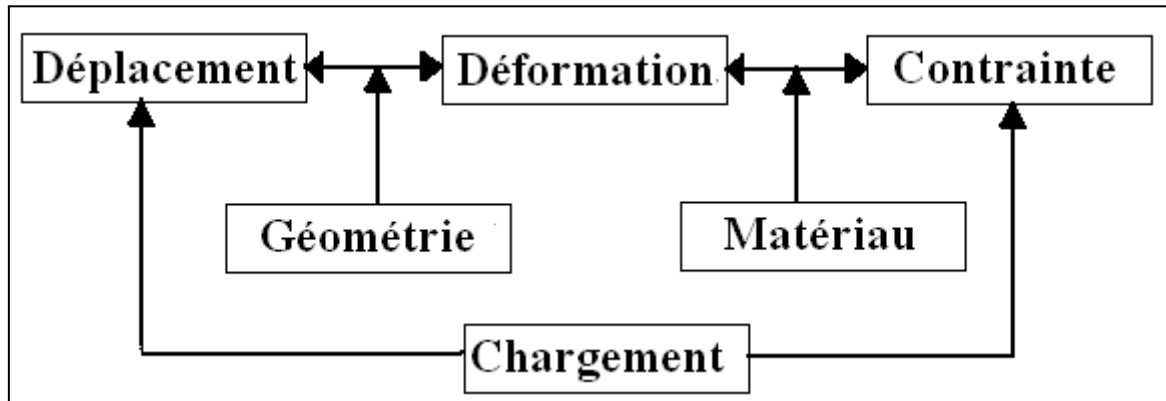 Déplacement
Déformation
Contrainte
Géométrie
Matériau
Chargement